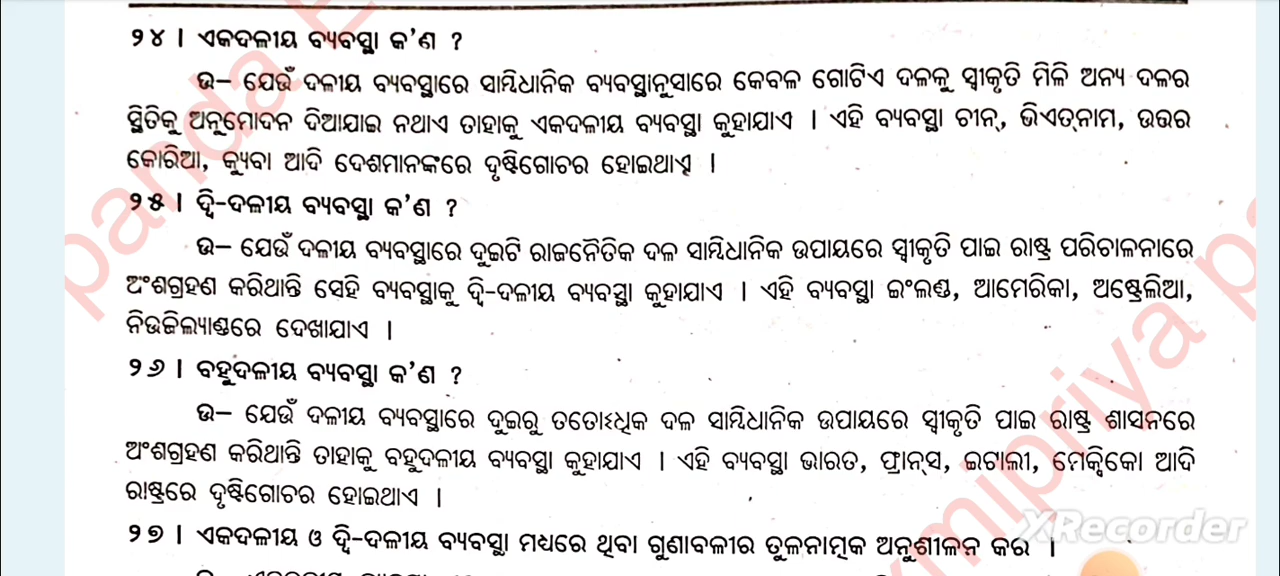 ୨୪ । ଏକଦଳୀୟ ବ୍ୟବସ୍ଥା କ'ଣ ?
ଉ– ଯେଉଁ ଦଳୀୟ ବ୍ୟବସ୍ଥାରେ ସାମ୍ବିଧାନିକ ବ୍ୟବସ୍ଥାନୁସାରେ କେବଳ ଗୋଟିଏ ଦଳକୁ ସ୍ୱୀକୃତି ମିଳି ଅନ୍ୟ ଦଳର
ସ୍ଥିତିକୁ ଅନୁମୋଦନ ଦିଆଯାଇ ନଥାଏ ତାହାକୁ ଏକଦଳୀୟ ବ୍ୟବସ୍ଥା କୁହାଯାଏ । ଏହି ବ୍ୟବସ୍ଥା ଚୀନ୍, ଭିଏତ୍‌ନାମ, ଉତ୍ତର
କୋରିଆ, କ୍ୟୁବା ଆଦି ଦେଶମାନଙ୍କରେ ଦୃଷ୍ଟିଗୋଚର ହୋଇଥାଏ ।
୨୫ । ଦ୍ୱି-ଦଳୀୟ ବ୍ୟବସ୍ଥା କ'ଣ ?
ଉ– ଯେଉଁ ଦଳୀୟ ବ୍ୟବସ୍ଥାରେ ଦୁଇଟି ରାଜନୈତିକ ଦଳ ସାମ୍ବିଧାନିକ ଉପାୟରେ ସ୍ୱୀକୃତି ପାଇ ରାଷ୍ଟ୍ର ପରିଚାଳନାରେ
ଅଂଶଗ୍ରହଣ କରିଥାନ୍ତି ସେହି ବ୍ୟବସ୍ଥାକୁ ଦ୍ୱି-ଦଳୀୟ ବ୍ୟବସ୍ଥା କୁହାଯାଏ । ଏହି ବ୍ୟବସ୍ଥା ଇଂଲଣ୍ଡ, ଆମେରିକା, ଅଷ୍ଟ୍ରେଲିଆ,
ନିଉଜିଲ୍ୟାଣ୍ଡରେ ଦେଖାଯାଏ ।
୨୬ । ବହୁଦଳୀୟ ବ୍ୟବସ୍ଥା କ'ଣ ?
ଉ– ଯେଉଁ ଦଳୀୟ ବ୍ୟବସ୍ଥାରେ ଦୁଇରୁ ତତୋଽଧିକ ଦଳ ସାମ୍ବିଧାନିକ ଉପାୟରେ ସ୍ୱୀକୃତି ପାଇ ରାଷ୍ଟ୍ର ଶାସନରେ
ଅଂଶଗ୍ରହଣ କରିଥାନ୍ତି ତାହାକୁ ବହୁଦଳୀୟ ବ୍ୟବସ୍ଥା କୁହାଯାଏ । ଏହି ବ୍ୟବସ୍ଥା ଭାରତ, ଫ୍ରାନ୍‌ସ, ଇଟାଲୀ, ମେକ୍ସିକୋ ଆଦି
ରାଷ୍ଟ୍ରରେ ଦୃଷ୍ଟିଗୋଚର ହୋଇଥାଏ ।
XRecorder
୨୭ । ଏକଦଳୀୟ ଓ ଦ୍ୱି-ଦଳୀୟ ବ୍ୟବସ୍ଥା ମଧ୍ୟରେ ଥିବା ଗୁଣାବଳୀର ତୁଳନାତ୍ମକ ଅନୁଶୀଳନ କର ।